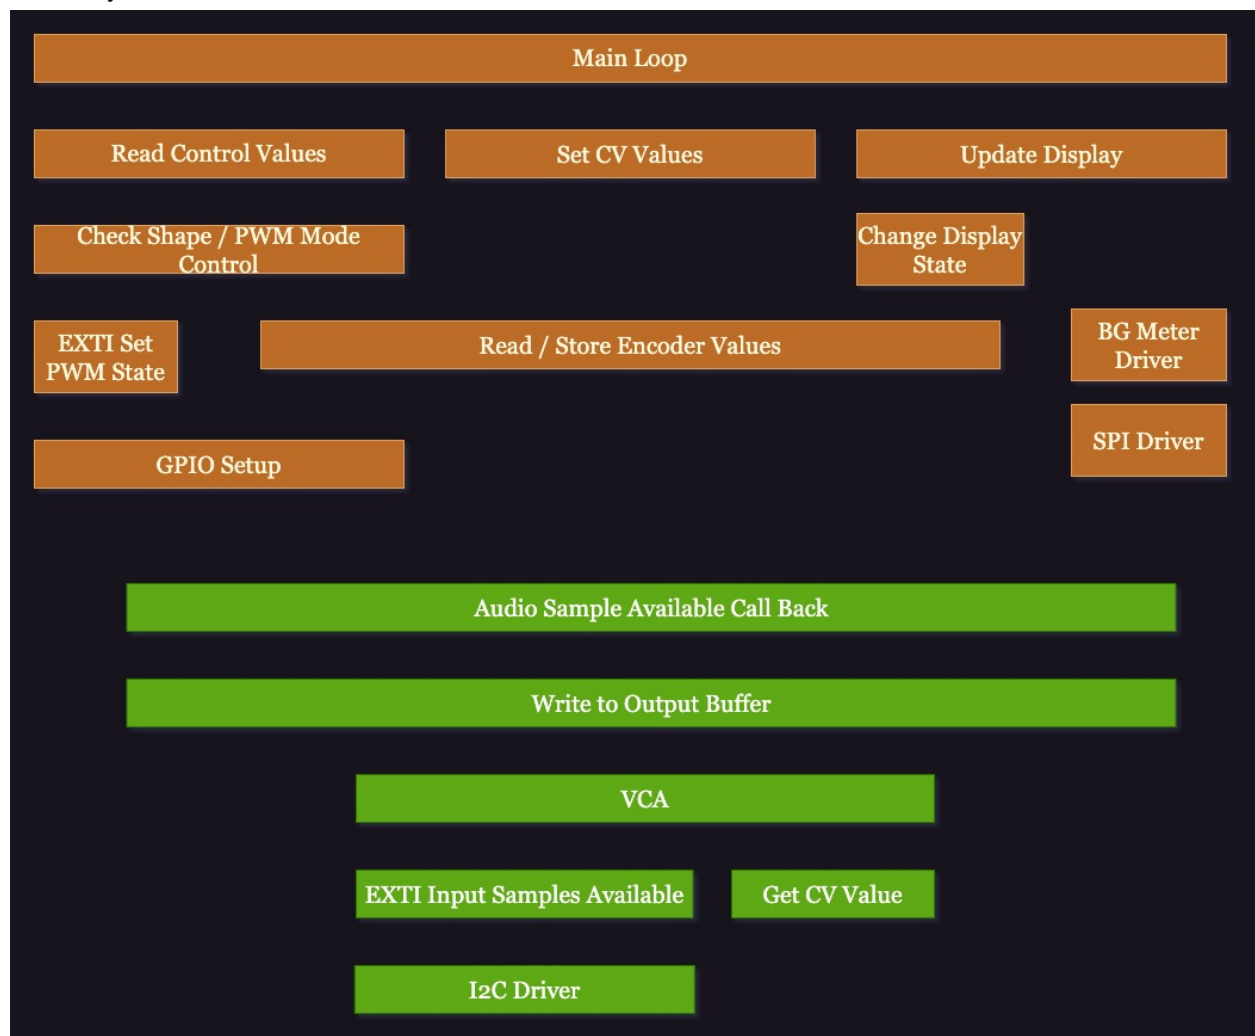 Main Loop
Read Control Values
Set CV Values
Update Display
Check Shape / PWM Mode
Control
Change Display
State
EXTI Set
PWM State
Read / Store Encoder Values
BG Meter
Driver
GPIO Setup
SPI Driver
Audio Sample Available Call Back
Write to Output Buffer
VCA
EXTI Input Samples Available
Get CV Value
I2C Driver